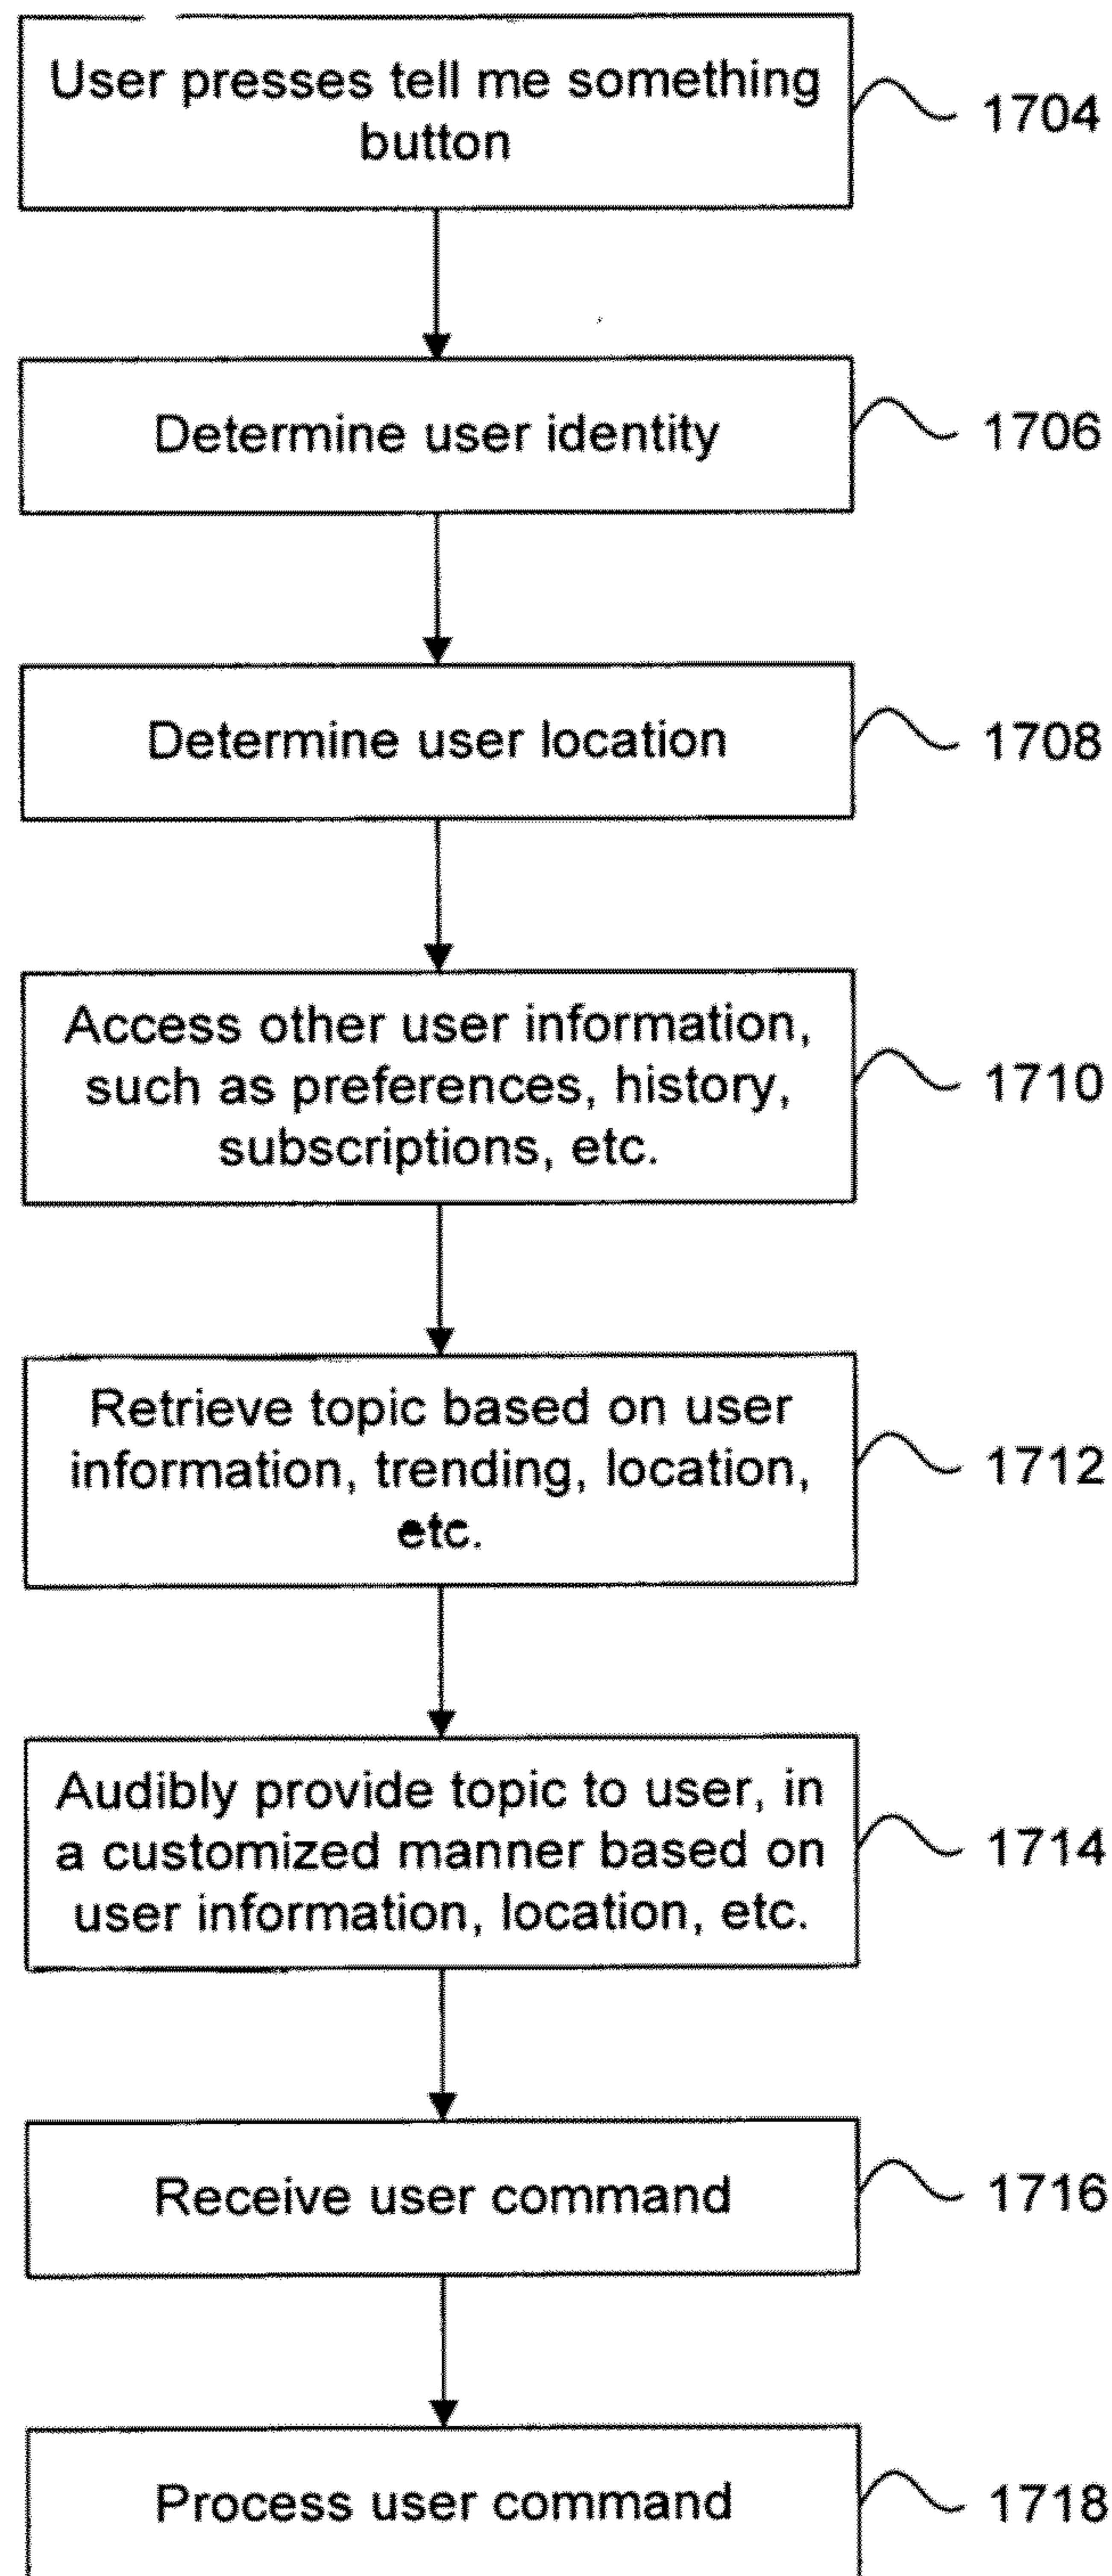 User presses tell me something
button
1704
Determine user identity
1706
Determine user location
1708
Access other user information,
such as preferences, history,
subscriptions, etc.
1710
Retrieve topic based on user
information, trending, location,
etc.
1712
Audibly provide topic to user, in
a customized manner based on
user information, location, etc.
1714
Receive user command
1716
Process user command
1718